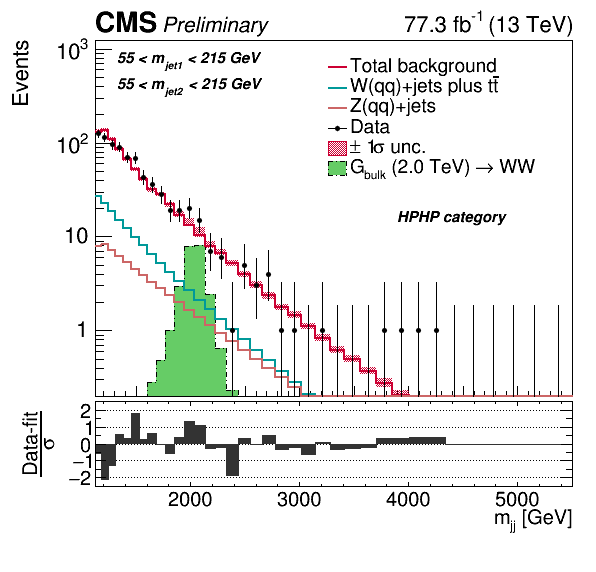 CMS Preliminary 77.3 fb⁻¹ (13 TeV)
Events
10³
10²
10
1
55 < m_jet1 < 215 GeV
55 < m_jet2 < 215 GeV
Total background
W(qq)+jets plus tt̄
Z(qq)+jets
Data
± 1σ unc.
G_bulk (2.0 TeV) → WW
HPHP category
Data-fit
σ
2
1
0
−1
−2
2000 3000 4000 5000
m_jj [GeV]